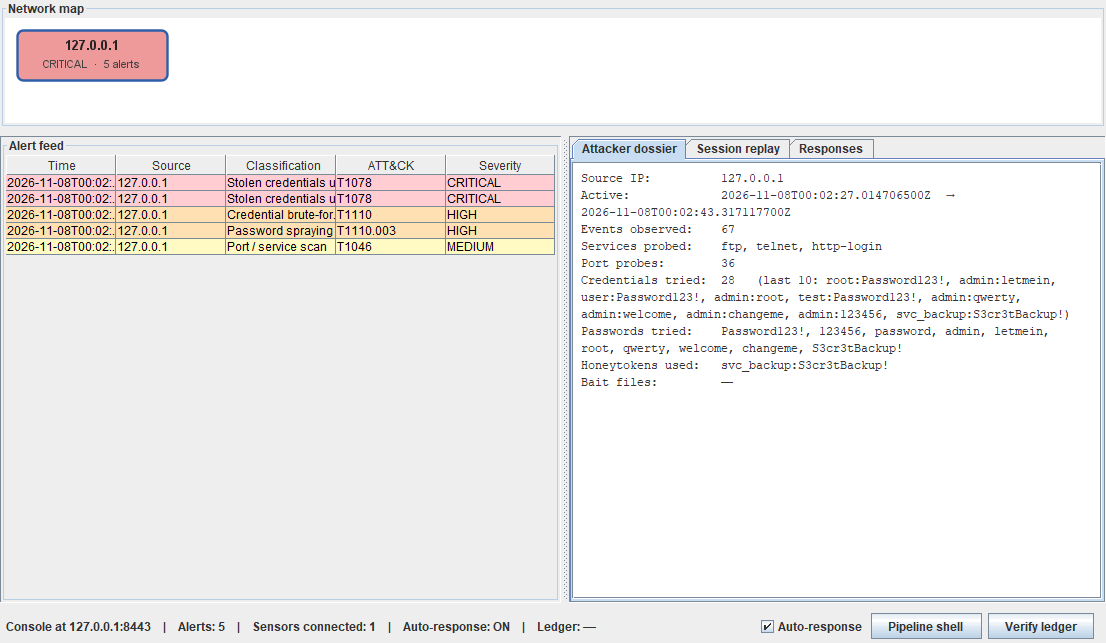 Network map
127.0.0.1
CRITICAL · 5 alerts
Alert feed
Time Source Classification ATT&CK Severity
2026-11-08T00:02:. 127.0.0.1 Stolen credentials u T1078 CRITICAL
2026-11-08T00:02:. 127.0.0.1 Stolen credentials u T1078 CRITICAL
2026-11-08T00:02:. 127.0.0.1 Credential brute-for. T1110 HIGH
2026-11-08T00:02:. 127.0.0.1 Password spraying T1110.003 HIGH
2026-11-08T00:02:. 127.0.0.1 Port / service scan T1046 MEDIUM
Attacker dossier Session replay Responses
Source IP: 127.0.0.1
Active: 2026-11-08T00:02:27.014706500Z →
2026-11-08T00:02:43.317117700Z
Events observed: 67
Services probed: ftp, telnet, http-login
Port probes: 36
Credentials tried: 28 (last 10: root:Password123!, admin:letmein,
user:Password123!, admin:root, test:Password123!, admin:qwerty,
admin:welcome, admin:changeme, admin:123456, svc_backup:S3cr3tBackup!)
Passwords tried: Password123!, 123456, password, admin, letmein,
root, qwerty, welcome, changeme, S3cr3tBackup!
Honeytokens used: svc_backup:S3cr3tBackup!
Bait files: —
Console at 127.0.0.1:8443 | Alerts: 5 | Sensors connected: 1 | Auto-response: ON | Ledger: — Auto-response Pipeline shell Verify ledger